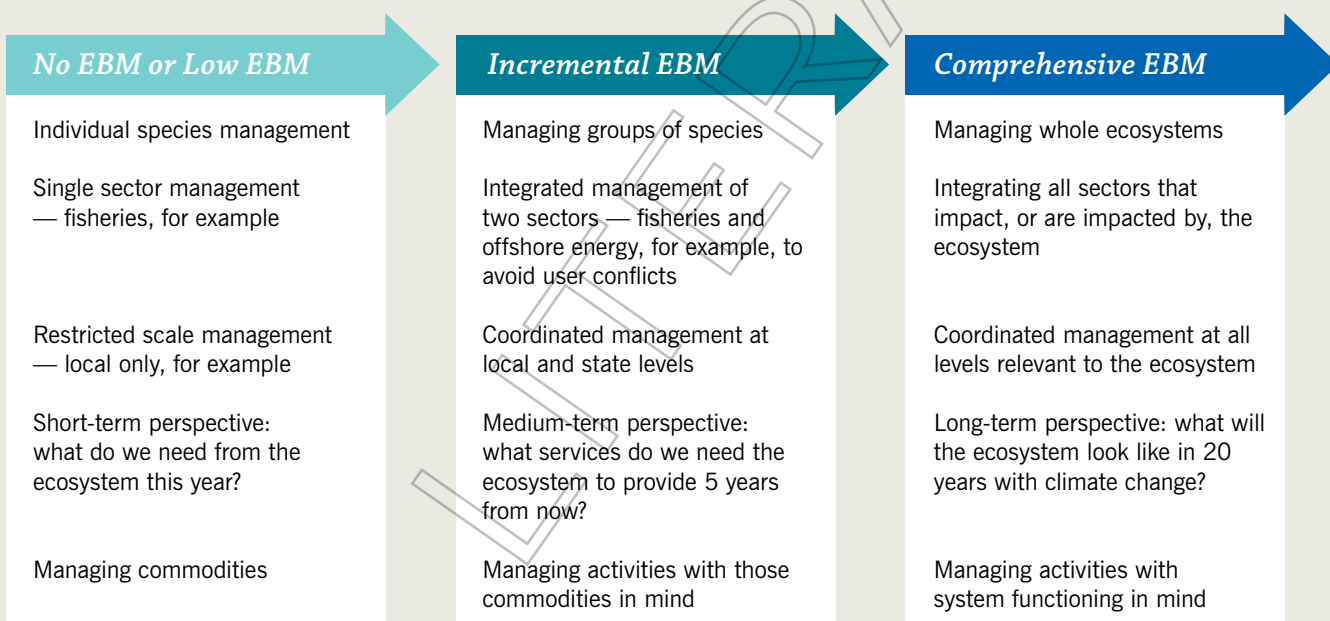 No EBM or Low EBM
Individual species management
Single sector management
— fisheries, for example
Restricted scale management
— local only, for example
Short-term perspective:
what do we need from the
ecosystem this year?
Managing commodities
Incremental EBM
Managing groups of species
Integrated management of
two sectors — fisheries and
offshore energy, for example, to
avoid user conflicts
Coordinated management at
local and state levels
Medium-term perspective:
what services do we need the
ecosystem to provide 5 years
from now?
Managing activities with those
commodities in mind
Comprehensive EBM
Managing whole ecosystems
Integrating all sectors that
impact, or are impacted by, the
ecosystem
Coordinated management at all
levels relevant to the ecosystem
Long-term perspective: what will
the ecosystem look like in 20
years with climate change?
Managing activities with
system functioning in mind